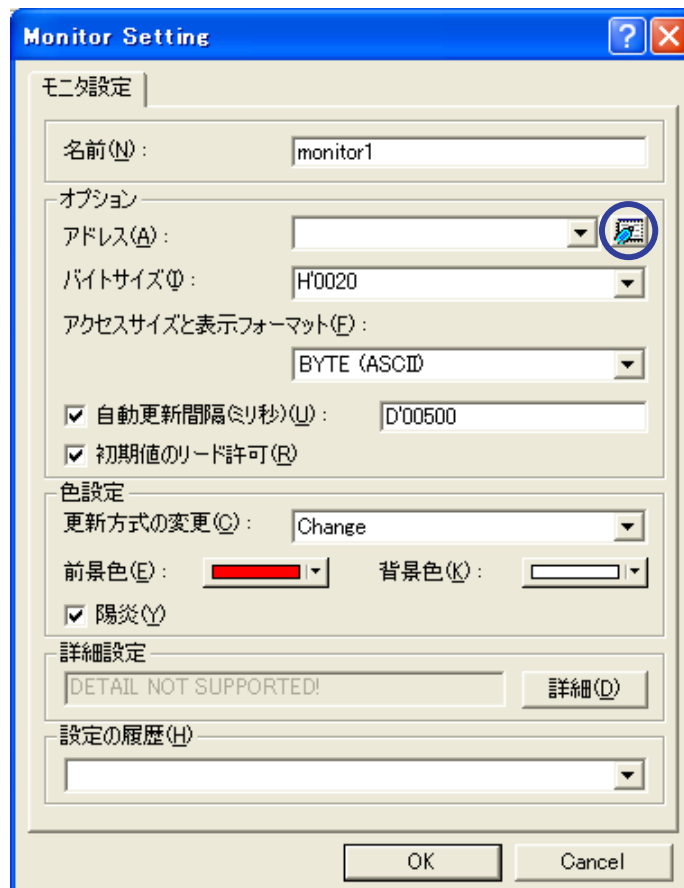 Monitor Setting
モニタ設定
名前(N):
monitor1
オプション
アドレス(A):
バイトサイズ(I):
H'0020
アクセスサイズと表示フォーマット(F):
BYTE (ASCII)
自動更新間隔(ミリ秒)(U):
D'00500
初期値のリード許可(R)
色設定
更新方式の変更(C):
Change
前景色(E):
背景色(K):
陽炎(Y)
詳細設定
DETAIL NOT SUPPORTED!
詳細(D)
設定の履歴(H)
OK
Cancel